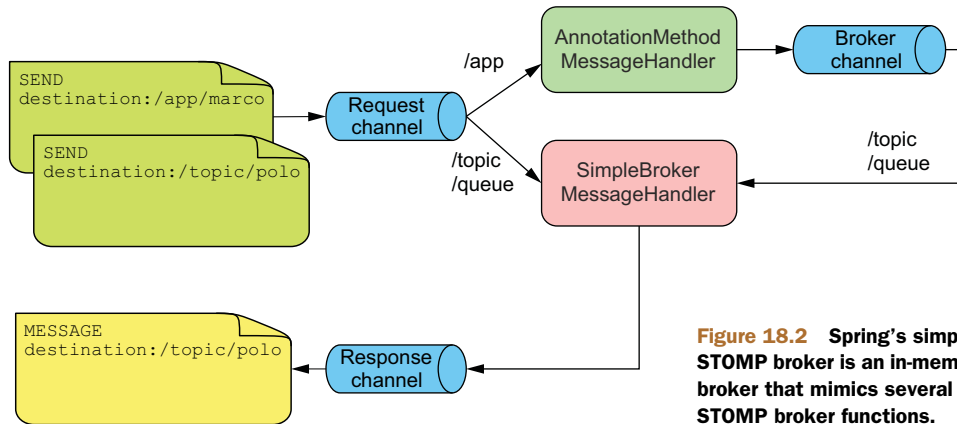 SEND
destination:/app/marco
SEND
destination:/topic/polo
Request
channel
/app
/topic
/queue
AnnotationMethod
MessageHandler
Broker
channel
SimpleBroker
MessageHandler
/topic
/queue
MESSAGE
destination:/topic/polo
Response
channel
Figure 18.2 Spring's simp
STOMP broker is an in-mem
broker that mimics several
STOMP broker functions.